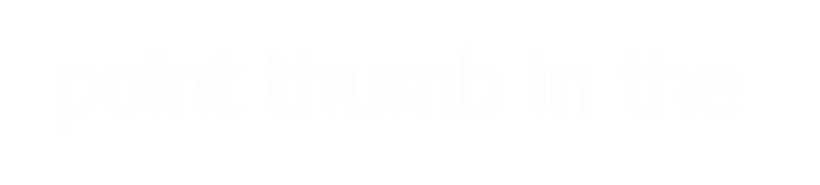 point thumb in the